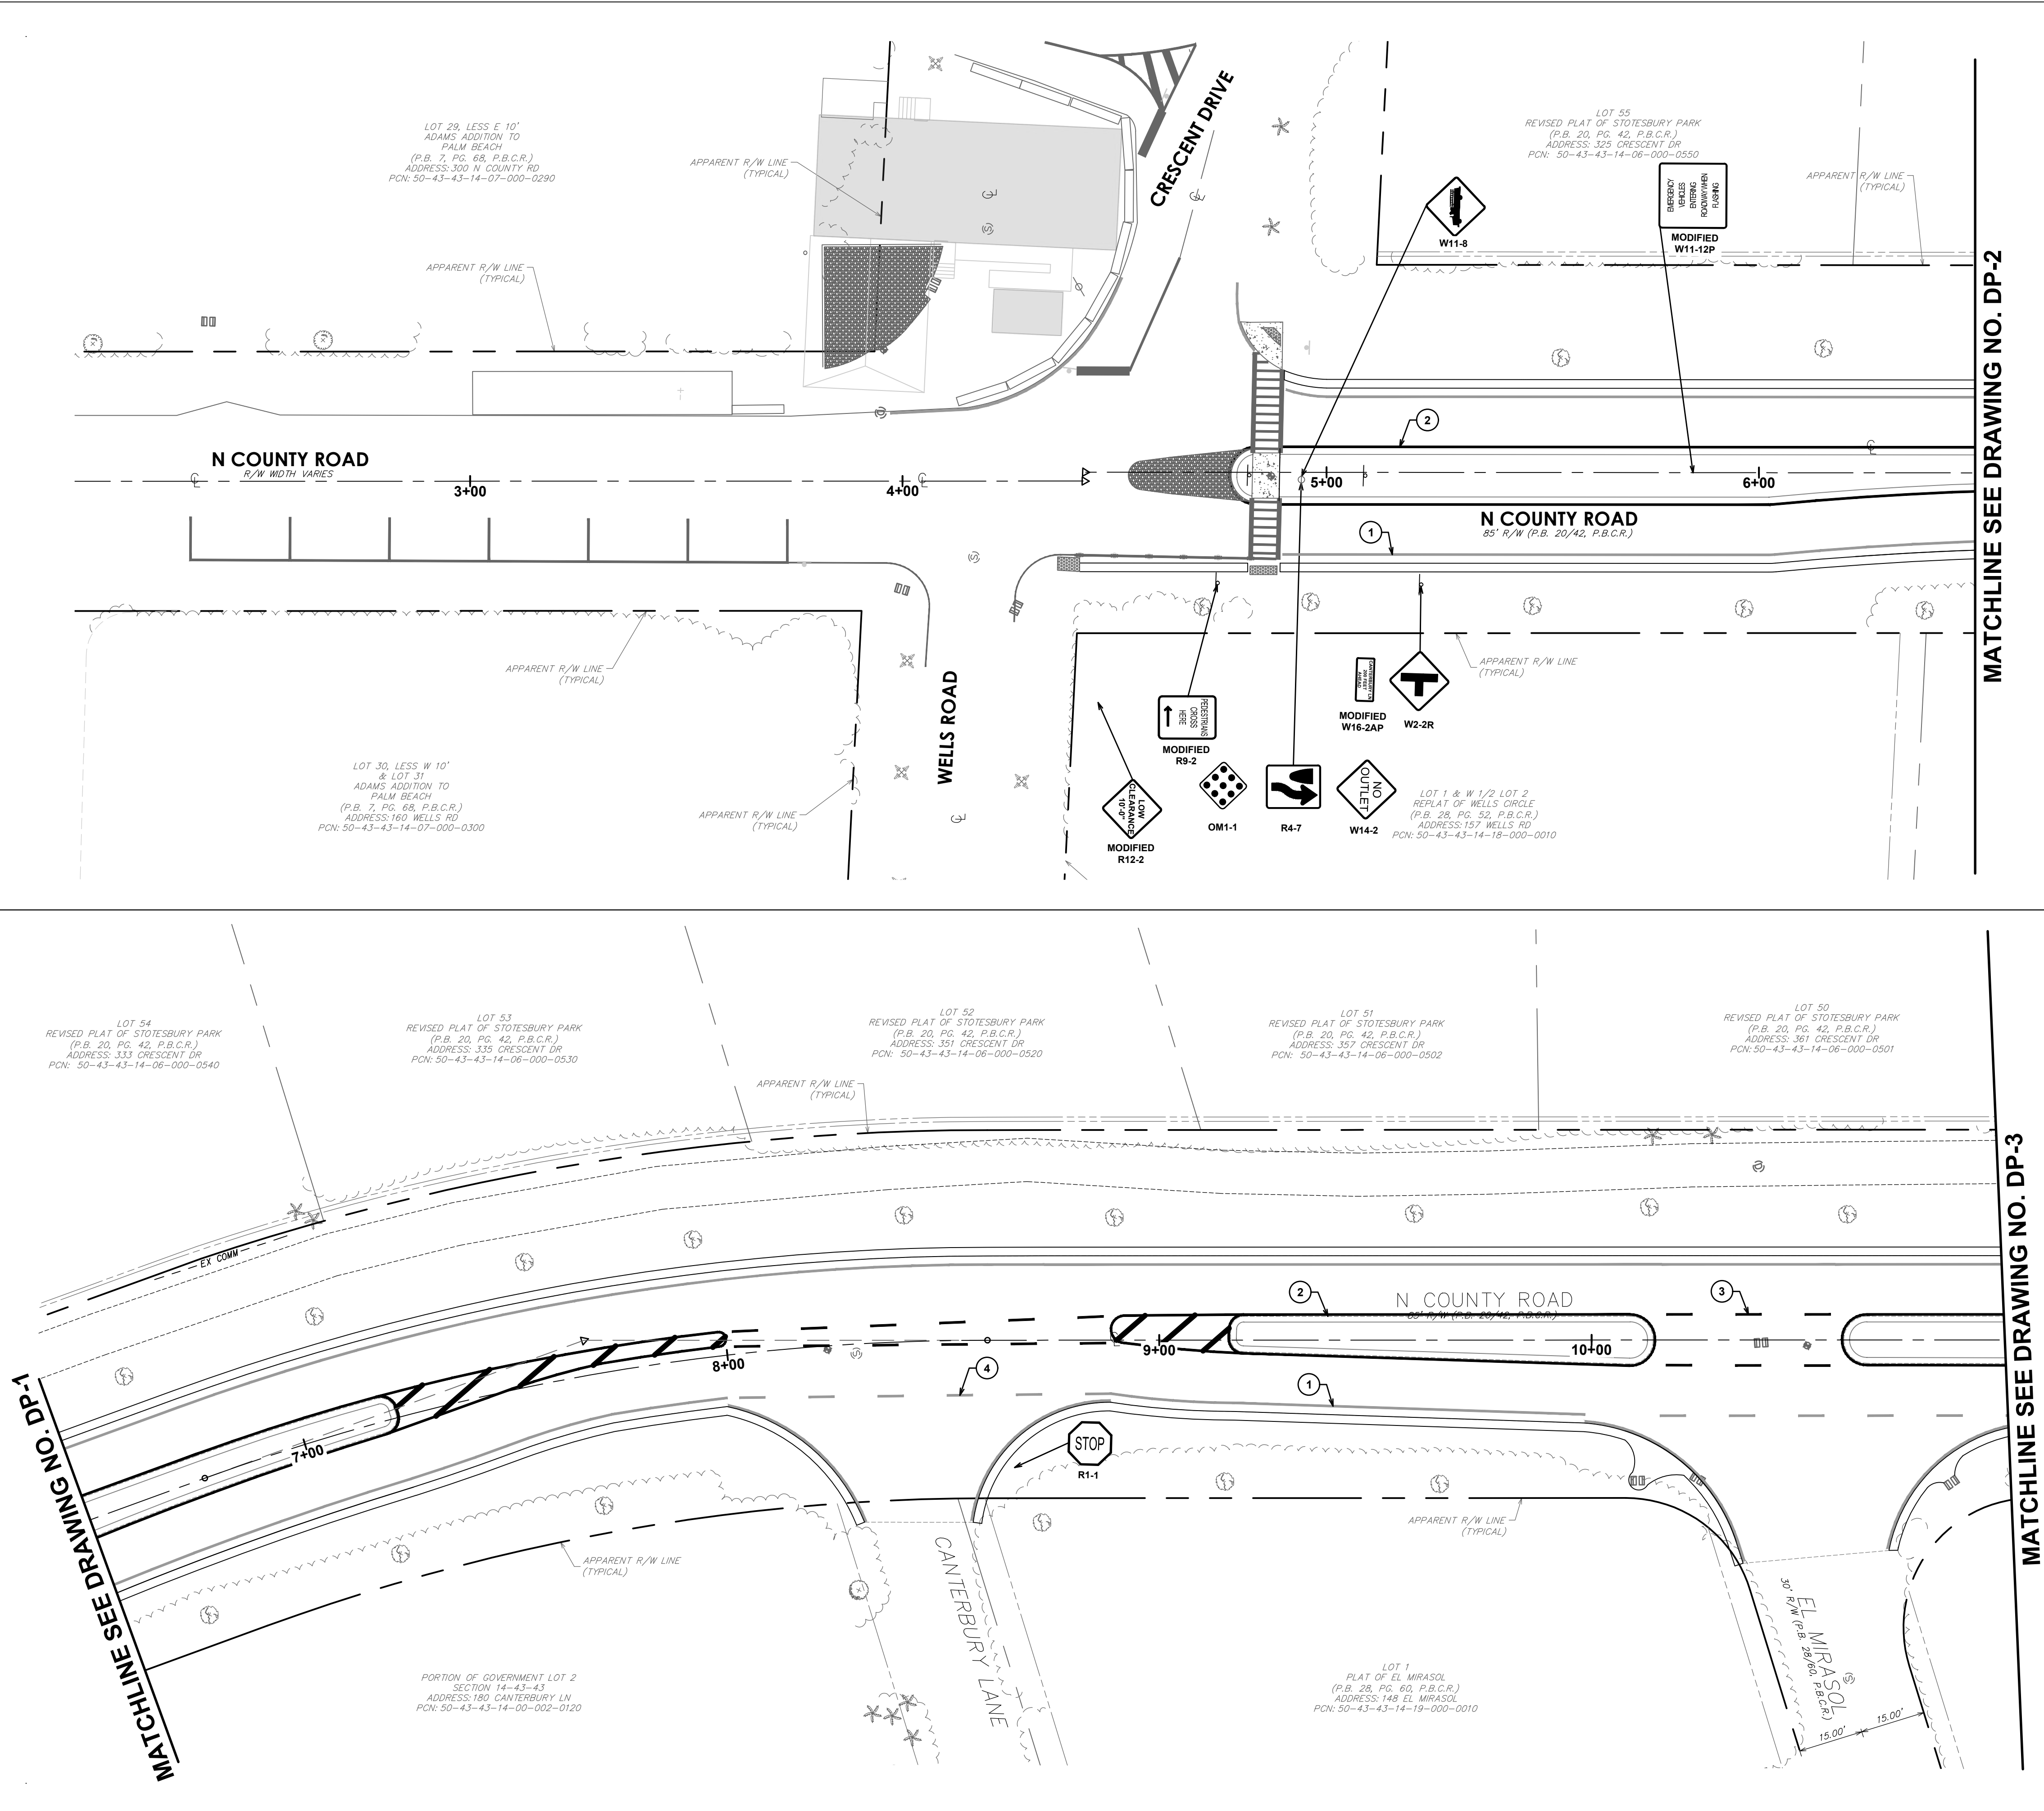 LOT 29, LESS E 10'
ADAMS ADDITION TO
PALM BEACH
(P.B. 7, PG. 68, P.B.C.R.)
ADDRESS: 300 N COUNTY RD
PCN: 50-43-43-14-07-000-0290
APPARENT R/W LINE
(TYPICAL)
CRESCENT DRIVE
LOT 55
REVISED PLAT OF STOTESBURY PARK
(P.B. 20, PG. 42, P.B.C.R.)
ADDRESS: 325 CRESCENT DR
PCN: 50-43-43-14-06-000-0550
APPARENT R/W LINE
(TYPICAL)
W11-8
EMERGENCY
VEHICLES
ENTERING
ROADWAY WHEN
FLASHING
MODIFIED
W11-12P
APPARENT R/W LINE
(TYPICAL)
MATCHLINE SEE DRAWING NO. DP-2
2
N COUNTY ROAD
R/W WIDTH VARIES
3+00
4+00
5+00
6+00
N COUNTY ROAD
85' R/W (P.B. 20/42, P.B.C.R.)
1
APPARENT R/W LINE
(TYPICAL)
APPARENT R/W LINE
(TYPICAL)
WELLS ROAD
PEDESTRIANS
CROSS
HERE
MODIFIED
R9-2
CANTERBURY LN
200 FEET
AHEAD
MODIFIED
W16-2AP
W2-2R
LOT 30, LESS W 10'
& LOT 31
ADAMS ADDITION TO
PALM BEACH
(P.B. 7, PG. 68, P.B.C.R.)
ADDRESS: 160 WELLS RD
PCN: 50-43-43-14-07-000-0300
APPARENT R/W LINE
(TYPICAL)
LOW
CLEARANCE
10'-0"
MODIFIED
R12-2
OM1-1
R4-7
NO
OUTLET
W14-2
LOT 1 & W 1/2 LOT 2
REPLAT OF WELLS CIRCLE
(P.B. 28, PG. 52, P.B.C.R.)
ADDRESS: 157 WELLS RD
PCN: 50-43-43-14-18-000-0010
LOT 54
REVISED PLAT OF STOTESBURY PARK
(P.B. 20, PG. 42, P.B.C.R.)
ADDRESS: 333 CRESCENT DR
PCN: 50-43-43-14-06-000-0540
LOT 53
REVISED PLAT OF STOTESBURY PARK
(P.B. 20, PG. 42, P.B.C.R.)
ADDRESS: 335 CRESCENT DR
PCN: 50-43-43-14-06-000-0530
LOT 52
REVISED PLAT OF STOTESBURY PARK
(P.B. 20, PG. 42, P.B.C.R.)
ADDRESS: 351 CRESCENT DR
PCN: 50-43-43-14-06-000-0520
LOT 51
REVISED PLAT OF STOTESBURY PARK
(P.B. 20, PG. 42, P.B.C.R.)
ADDRESS: 357 CRESCENT DR
PCN: 50-43-43-14-06-000-0502
LOT 50
REVISED PLAT OF STOTESBURY PARK
(P.B. 20, PG. 42, P.B.C.R.)
ADDRESS: 361 CRESCENT DR
PCN: 50-43-43-14-06-000-0501
APPARENT R/W LINE
(TYPICAL)
EX COMM
MATCHLINE SEE DRAWING NO. DP-3
2
N COUNTY ROAD
85' R/W (P.B. 20/42, P.B.C.R.)
3
7+00
8+00
9+00
10+00
4
1
MATCHLINE SEE DRAWING NO. DP-1
STOP
R1-1
APPARENT R/W LINE
(TYPICAL)
APPARENT R/W LINE
(TYPICAL)
CANTERBURY LANE
EL MIRASOL
30' R/W (P.B. 28/60, P.B.C.R.)
15.00'
15.00'
PORTION OF GOVERNMENT LOT 2
SECTION 14-43-43
ADDRESS: 180 CANTERBURY LN
PCN: 50-43-43-14-00-002-0120
LOT 1
PLAT OF EL MIRASOL
(P.B. 28, PG. 60, P.B.C.R.)
ADDRESS: 148 EL MIRASOL
PCN: 50-43-43-14-19-000-0010